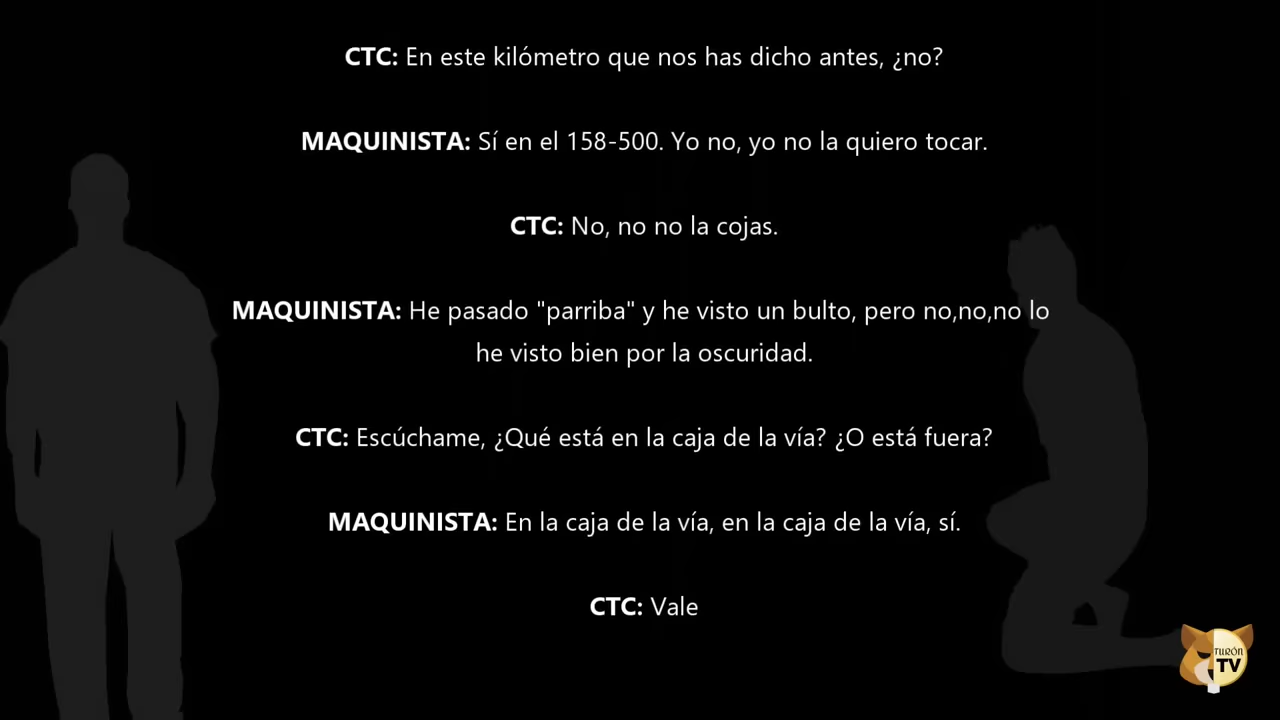 CTC: En este kilómetro que nos has dicho antes, ¿no?
MAQUINISTA: Sí en el 158-500. Yo no, yo no la quiero tocar.
CTC: No, no no la cojas.
MAQUINISTA: He pasado "parriba" y he visto un bulto, pero no,no,no lo
he visto bien por la oscuridad.
CTC: Escúchame, ¿Qué está en la caja de la vía? ¿O está fuera?
MAQUINISTA: En la caja de la vía, en la caja de la vía, sí.
CTC: Vale
TURÓN
TV